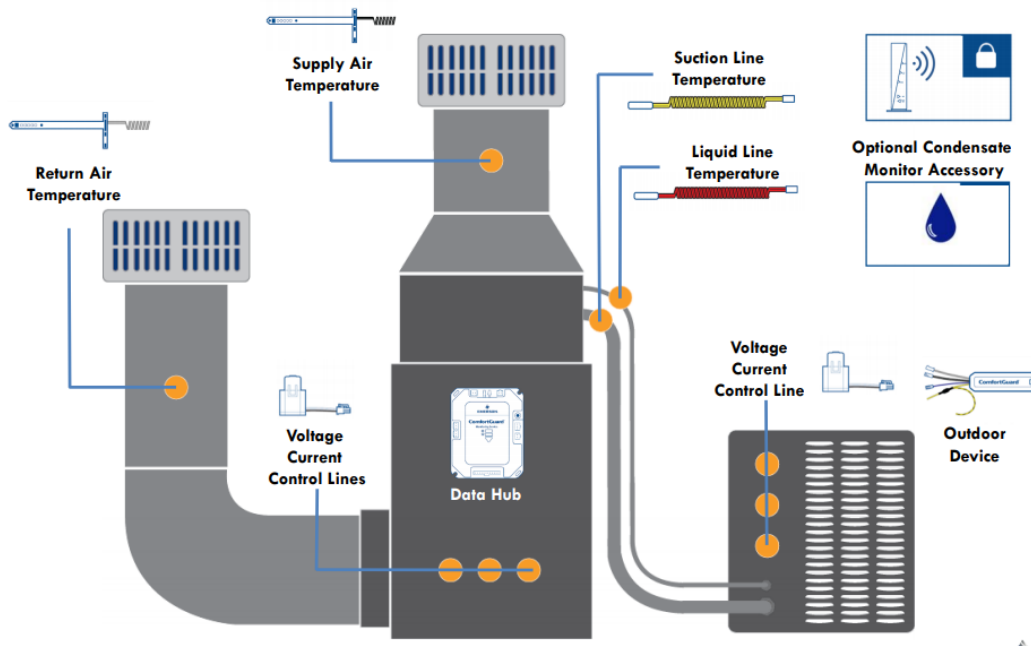 Supply Air
Temperature
Return Air
Temperature
Suction Line
Temperature
Liquid Line
Temperature
Optional Condensate
Monitor Accessory
Voltage
Current
Control Lines
EMERSON
ComfortGuard
Data Hub
Voltage
Current
Control Line
ComfortGuard
Outdoor
Device